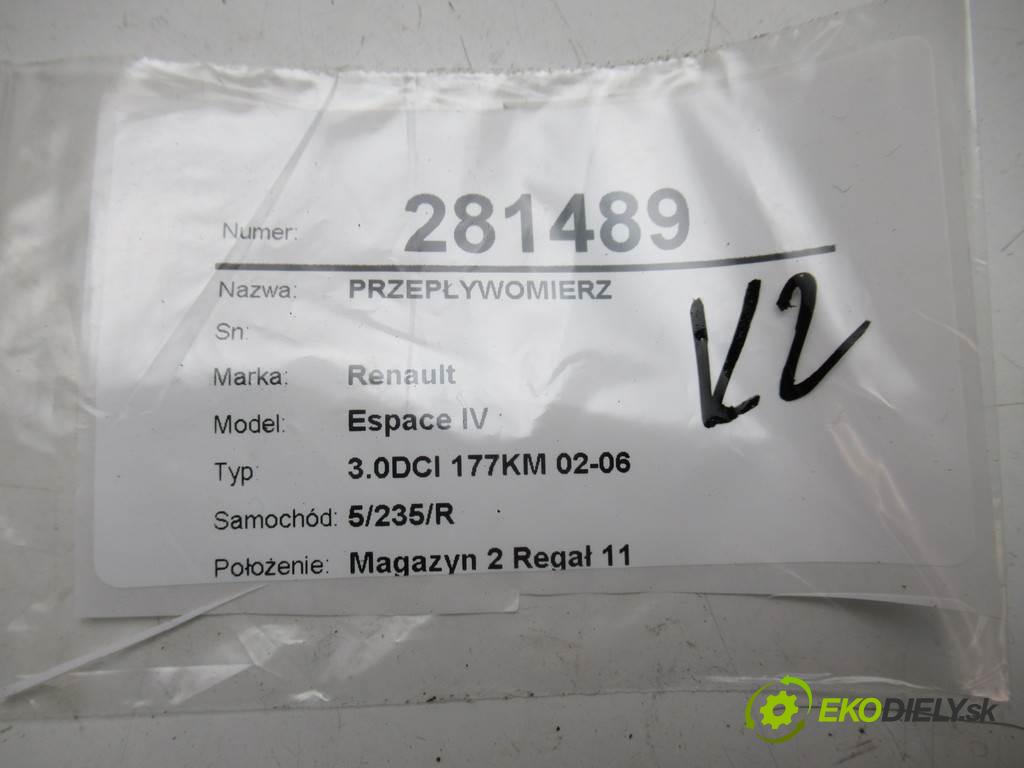 Numer: 281489
Nazwa: PRZEPŁYWOMIERZ
Sn:
Marka: Renault
Model: Espace IV
Typ: 3.0DCI 177KM 02-06
Samochód: 5/235/R
Położenie: Magazyn 2 Regał 11
V2
EKODIELY.sk